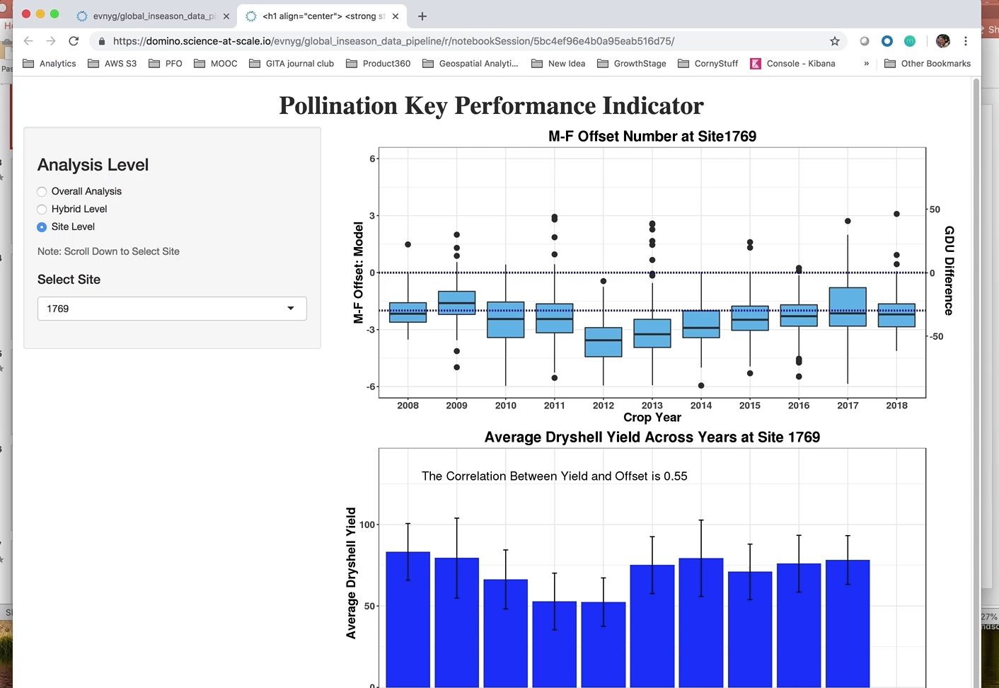 evnyg/global_inseason_data_pi
<h1 align="center"> <strong st
https://domino.science-at-scale.io/evnyg/global_inseason_data_pipeline/r/notebookSession/5bc4ef96e4b0a95eab516d75/
Analytics AWS S3 PFO MOOC GITA journal club Product360 Geospatial Analyti... New Idea GrowthStage CornyStuff Console - Kibana » Other Bookmarks
Pollination Key Performance Indicator
Analysis Level
Overall Analysis
Hybrid Level
Site Level
Note: Scroll Down to Select Site
Select Site
1769
M-F Offset Number at Site1769
M-F Offset: Model
6
3
0
-3
-6
50
0
-50
GDU Difference
2008 2009 2010 2011 2012 2013 2014 2015 2016 2017 2018
Crop Year
Average Dryshell Yield Across Years at Site 1769
The Correlation Between Yield and Offset is 0.55
Average Dryshell Yield
100
50
0
Sh
Pas
27%